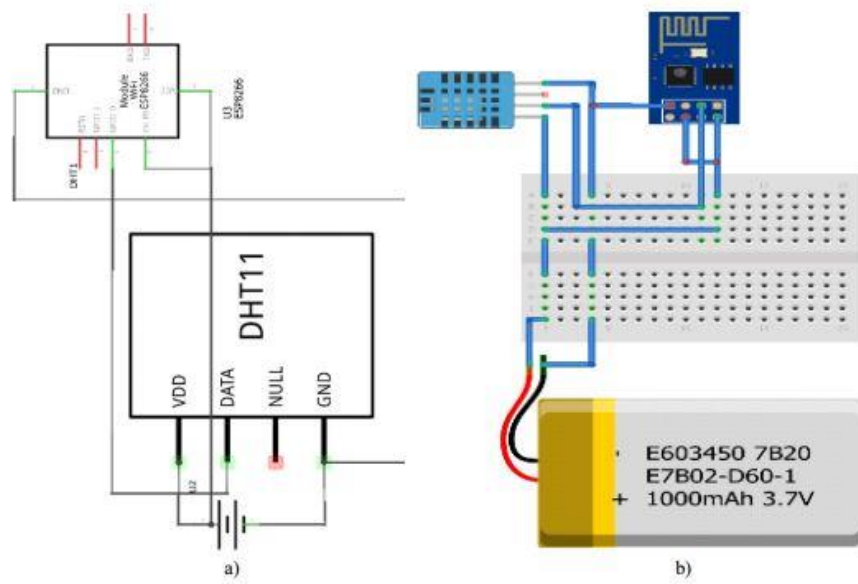 Module
WiFi
ESP8266
U3
ESP8266
DHT1
DHT11
VDD
DATA
NULL
GND
U2
a)
- E603450 7B20
E7B02-D60-1
+ 1000mAh 3.7V
b)